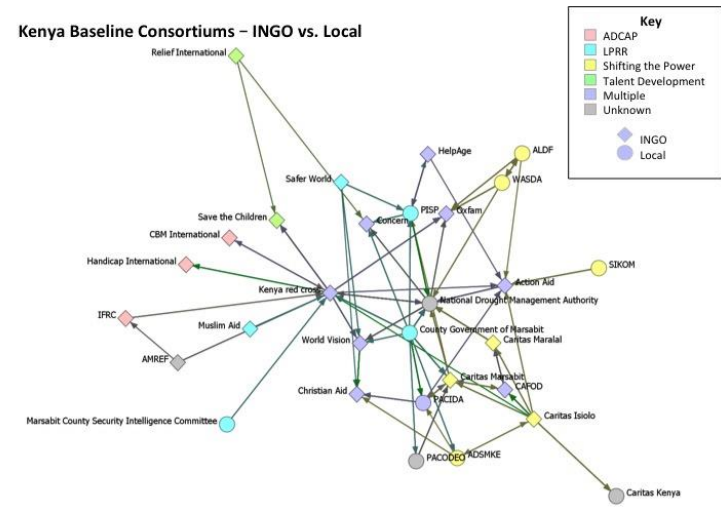 Kenya Baseline Consortiums – INGO vs. Local
Key
ADCAP
LPRR
Shifting the Power
Talent Development
Multiple
Unknown
INGO
Local
Relief International
HelpAge
ALDF
Safer World
WASDA
PISP
Oxfam
Save the Children
Concern
CBM International
Handicap International
SIKOM
Action Aid
Kenya red cross
National Drought Management Authority
IFRC
Muslim Aid
County Government of Marsabit
World Vision
Caritas Maralal
AMREF
Caritas Marsabit
Christian Aid
CAFOD
PACIDA
Caritas Isiolo
Marsabit County Security Intelligence Committee
PACODEO
ADSMKE
Caritas Kenya